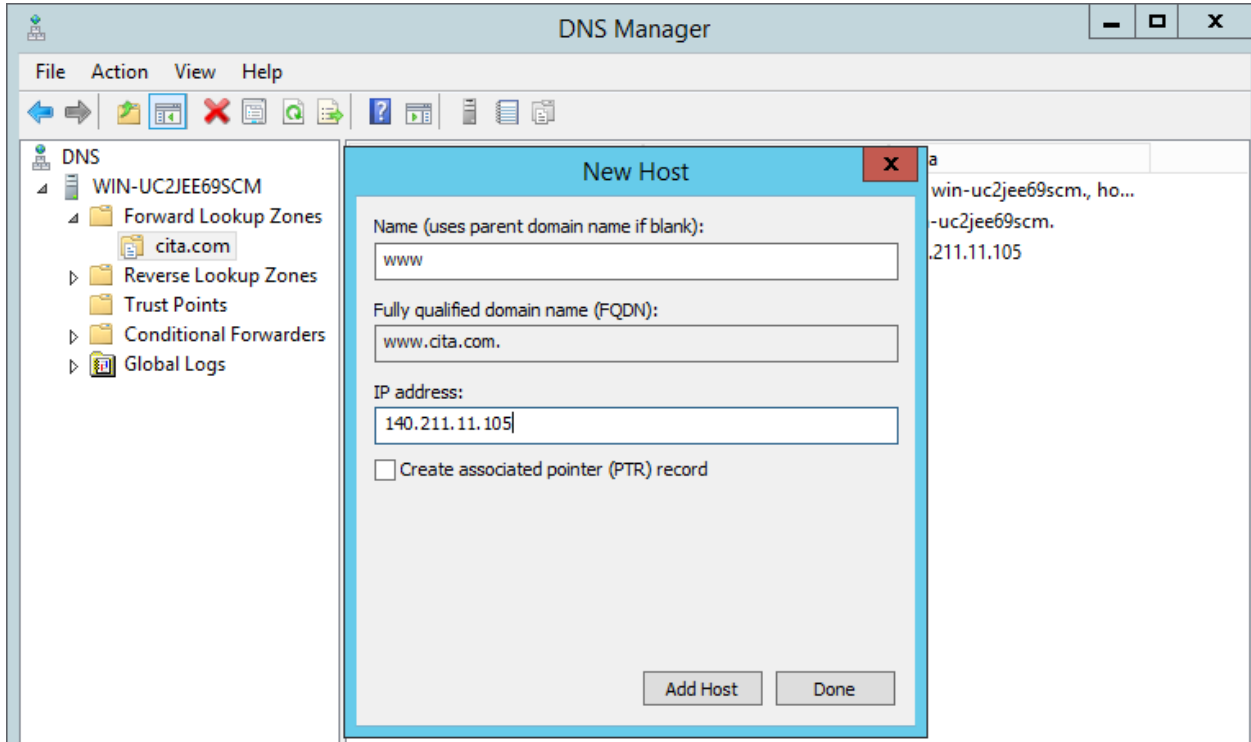 DNS Manager
File Action View Help
DNS
WIN-UC2JEE69SCM
Forward Lookup Zones
cita.com
Reverse Lookup Zones
Trust Points
Conditional Forwarders
Global Logs
New Host
Name (uses parent domain name if blank):
www
Fully qualified domain name (FQDN):
www.cita.com.
IP address:
140.211.11.105
Create associated pointer (PTR) record
Add Host Done
a
win-uc2jee69scm., ho...
-uc2jee69scm.
.211.11.105